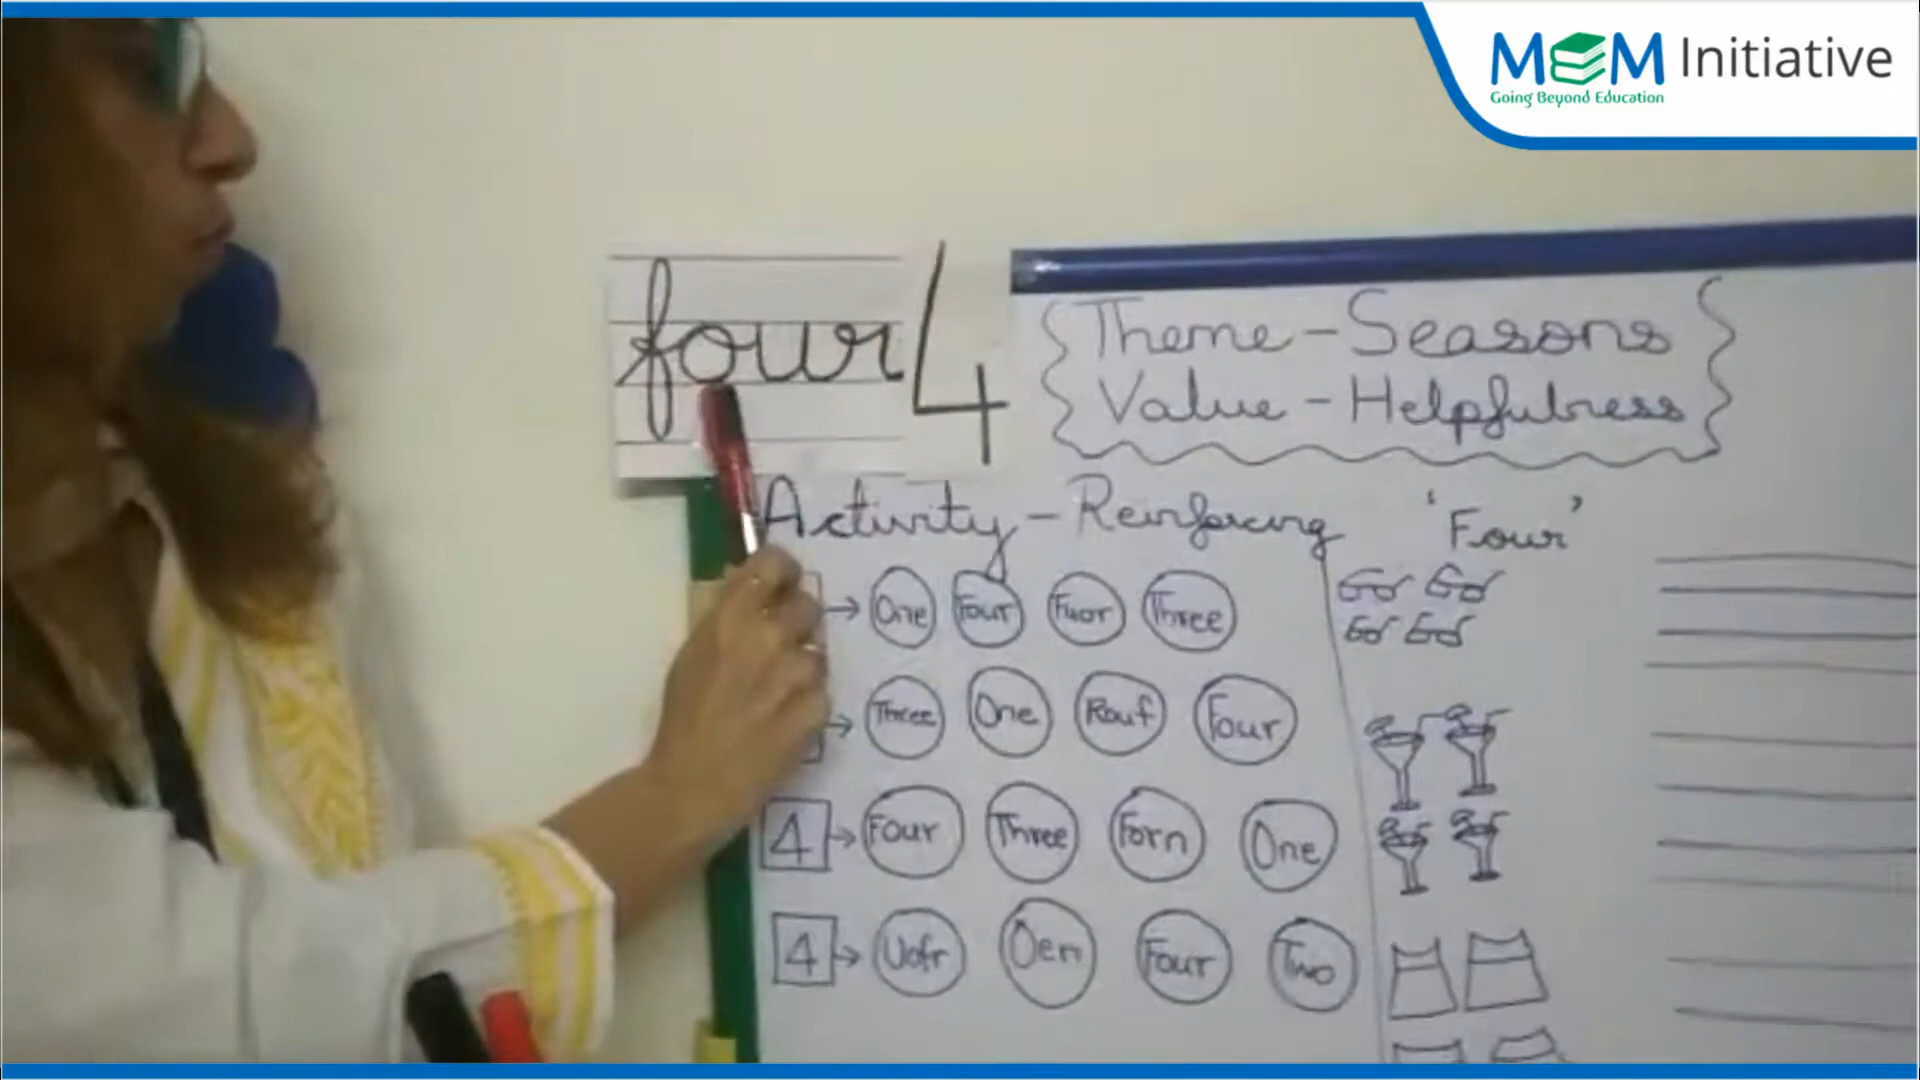 MEM Initiative
Going Beyond Education
four 4
Theme - Seasons
Value - Helpfulness
Activity - Reinforcing 'Four'
→ One Four Fuor Three
→ Three One Rouf Four
4 → Four Three Forn One
4 → Uofr Oen Four Two